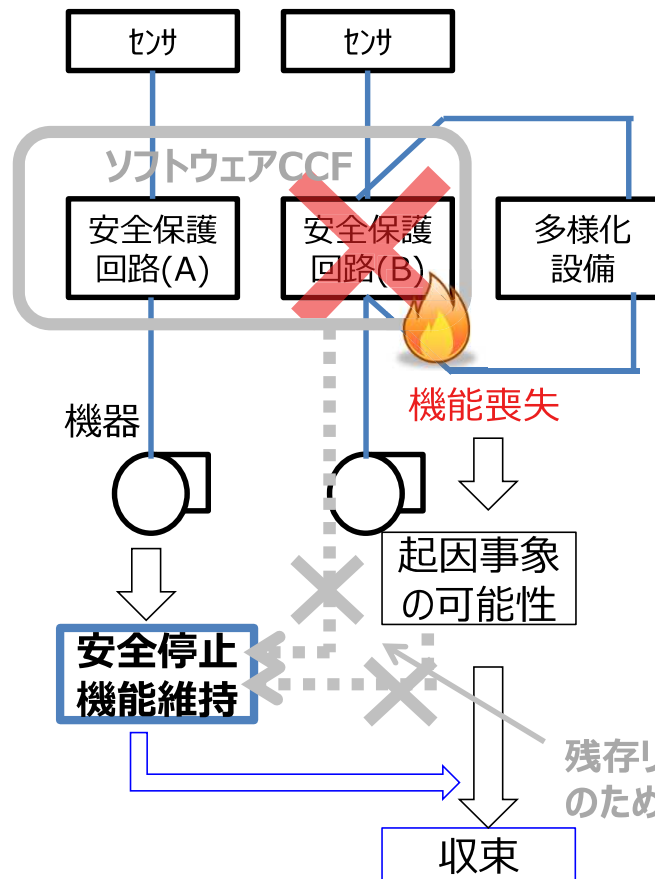 センサ
センサ
ソフトウェアCCF
安全保護
回路(A)
安全保護
回路(B)
多様化
設備
機能喪失
機器
起因事象
の可能性
安全停止
機能維持
残存リ
のため
収束